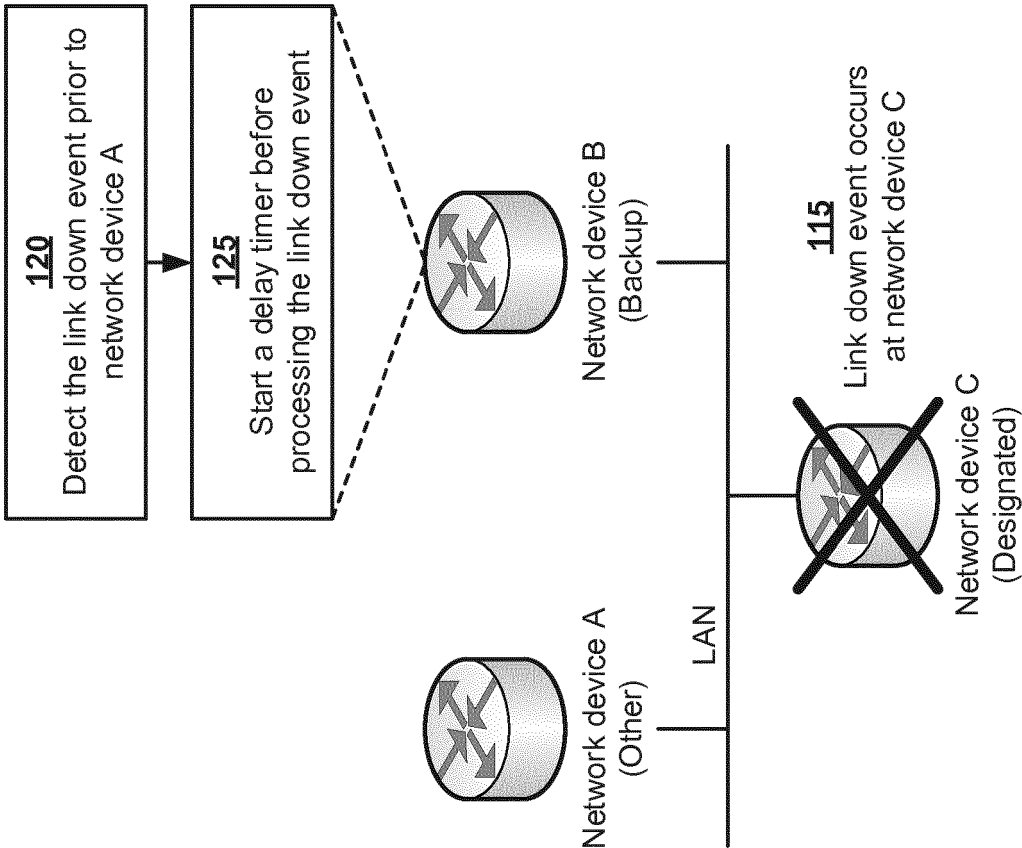 120
Detect the link down event prior to
network device A
125
Start a delay timer before
processing the link down event
Network device A
(Other)
Network device B
(Backup)
LAN
115
Link down event occurs
at network device C
Network device C
(Designated)